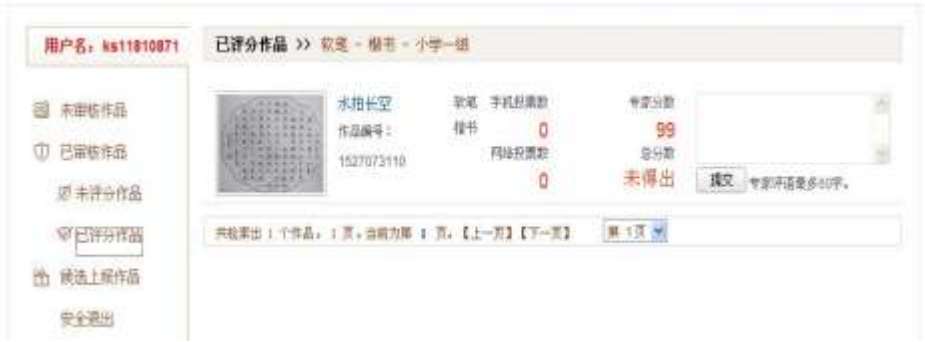 用户名：ks11810871
已评分作品 >> 软笔 - 楷书 - 小学一组
未审核作品
已审核作品
未评分作品
已评分作品
候选上报作品
安全退出
水拍长空
作品编号：
1527073110
软笔
楷书
手机投票数
0
网络投票数
0
专家分数
99
总分数
未得出
提交 专家评语最多60字。
共检索出 1 个作品，1 页，当前为第 1 页。【上一页】【下一页】 第 1页